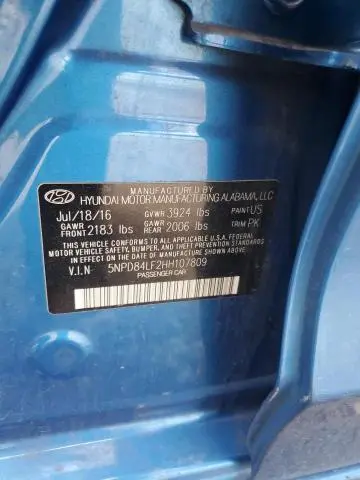 MANUFACTURED BY
HYUNDAI MOTOR MANUFACTURING ALABAMA, LLC
Jul/18/16 GVWR 3924 lbs PAINT US
GAWR FRONT 2183 lbs GAWR REAR 2006 lbs TRIM PK
THIS VEHICLE CONFORMS TO ALL APPLICABLE U.S.A. FEDERAL
MOTOR VEHICLE SAFETY, BUMPER, AND THEFT PREVENTION STANDARDS
IN EFFECT ON THE DATE OF MANUFACTURE SHOWN ABOVE.
V.I.N 5NPD84LF2HH107809
PASSENGER CAR